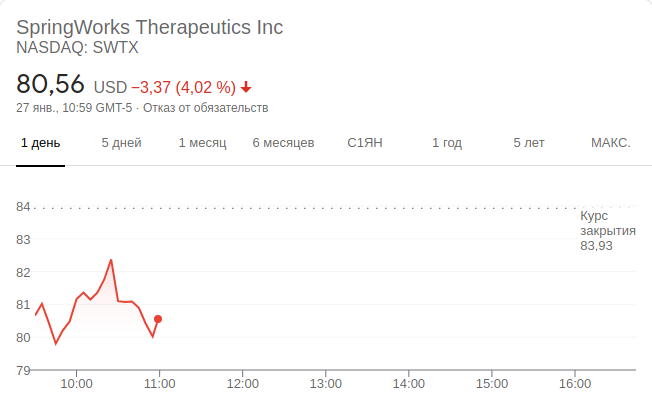 SpringWorks Therapeutics Inc
NASDAQ: SWTX
80,56 USD −3,37 (4,02 %)
27 янв., 10:59 GMT-5 · Отказ от обязательств
1 день 5 дней 1 месяц 6 месяцев С1ЯН 1 год 5 лет МАКС.
84
Курс
закрытия
83,93
83
82
81
80
79
10:00 11:00 12:00 13:00 14:00 15:00 16:00